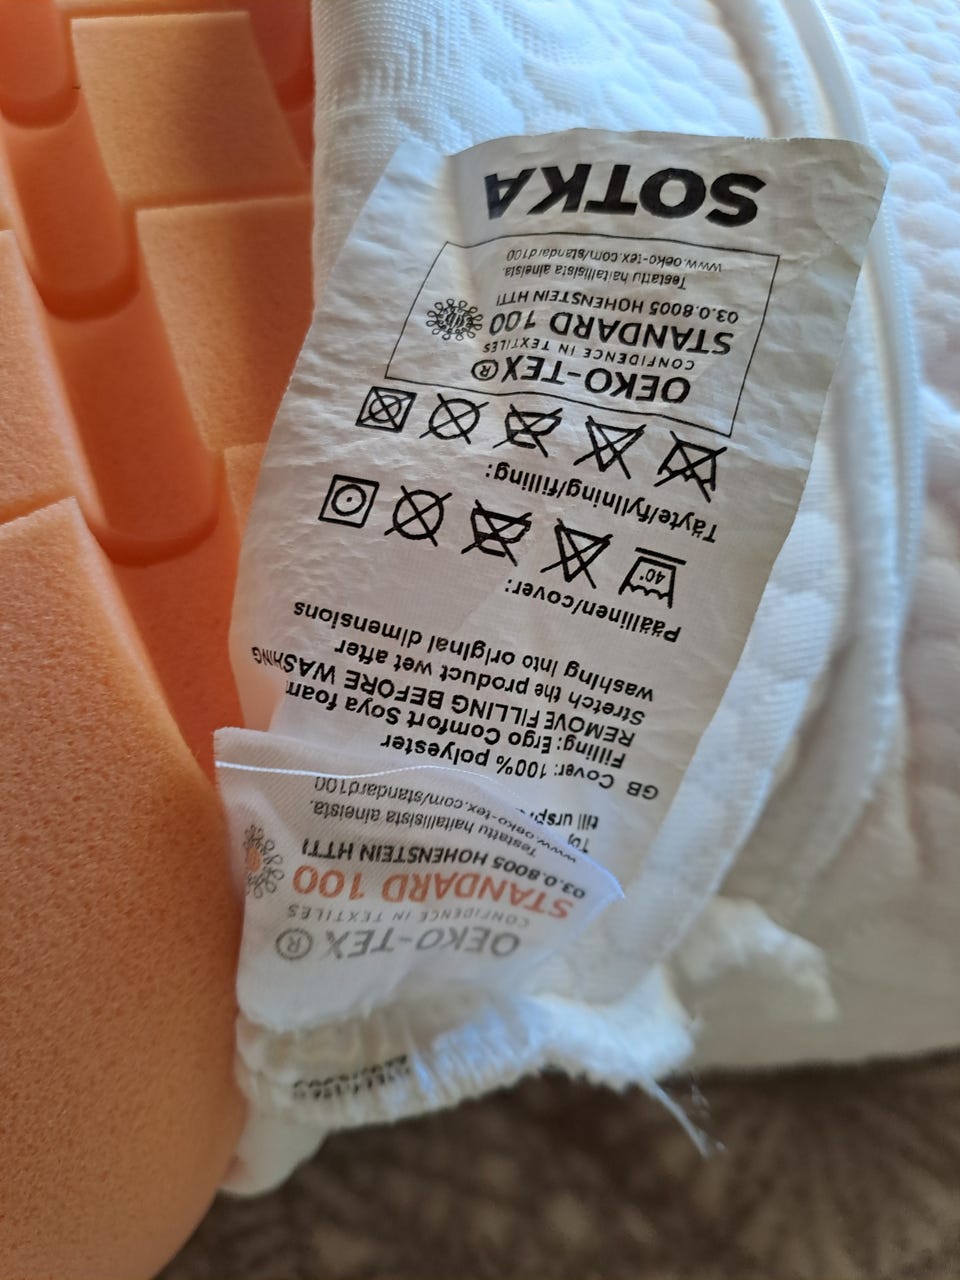 OEKO-TEX®
CONFIDENCE IN TEXTILES
STANDARD 100
03.0.8005 HOHENSTEIN HTTI
Testattu haitallisista aineista.
www.oeko-tex.com/standard100
till
GB Cover: 100% polyester
Filling: Ergo Comfort Soya foam
REMOVE FILLING BEFORE WASHING
Stretch the product wet after
washing into original dimensions
Päällinen/cover:
40°
Täyte/fyllning/filling:
OEKO-TEX®
CONFIDENCE IN TEXTILES
STANDARD 100
03.0.8005 HOHENSTEIN HTTI
Testattu haitallisista aineista.
www.oeko-tex.com/standard100
SOTKA